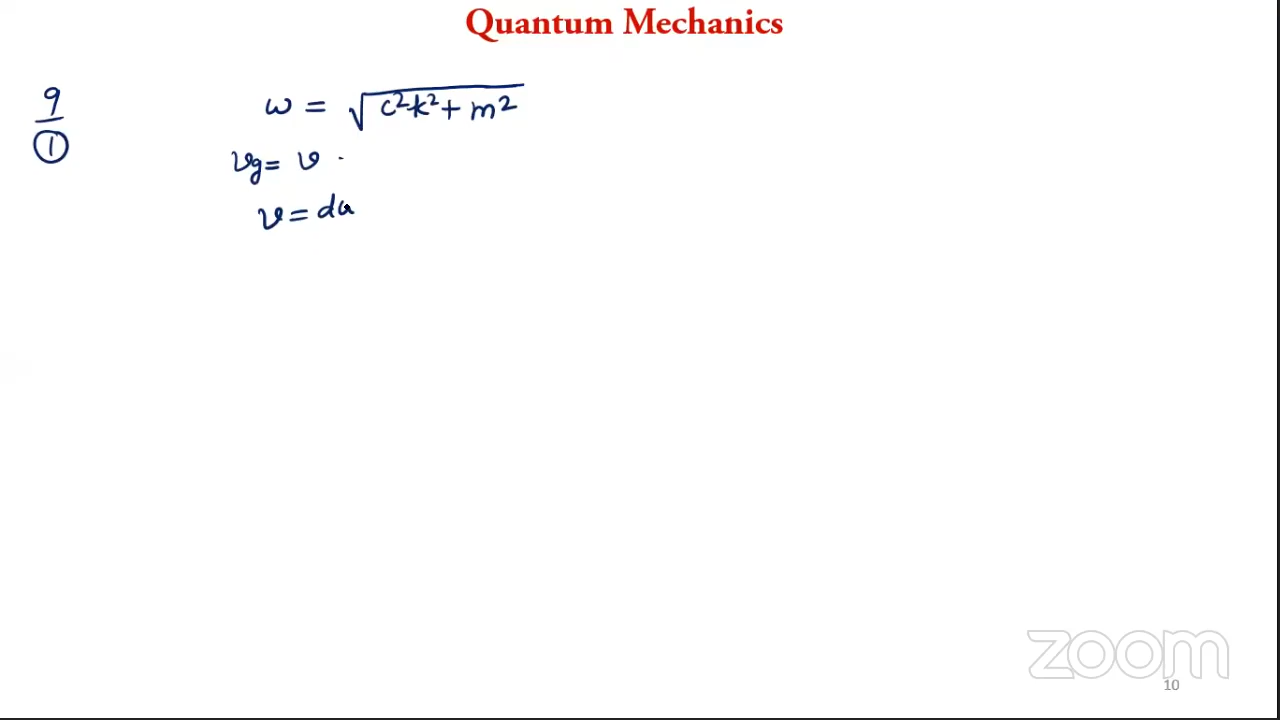 Quantum Mechanics
9
①
ω = √c²k² + m²
vg = v .
v = dω
zoom
10